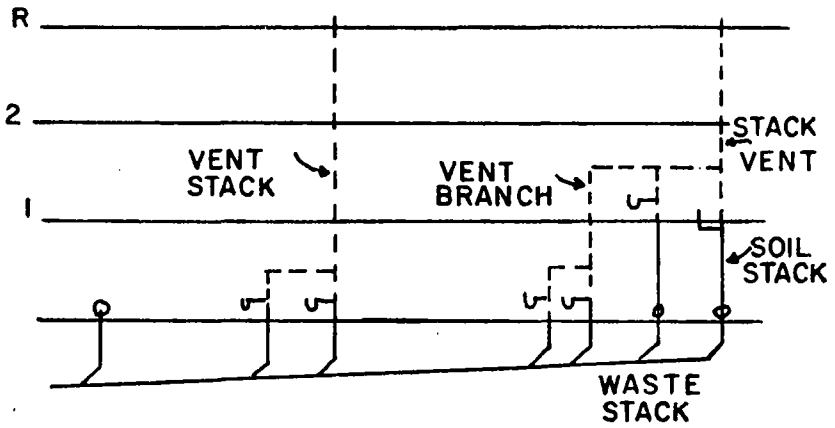 R
2
STACK
VENT
VENT
STACK
VENT
BRANCH
1
SOIL
STACK
WASTE
STACK